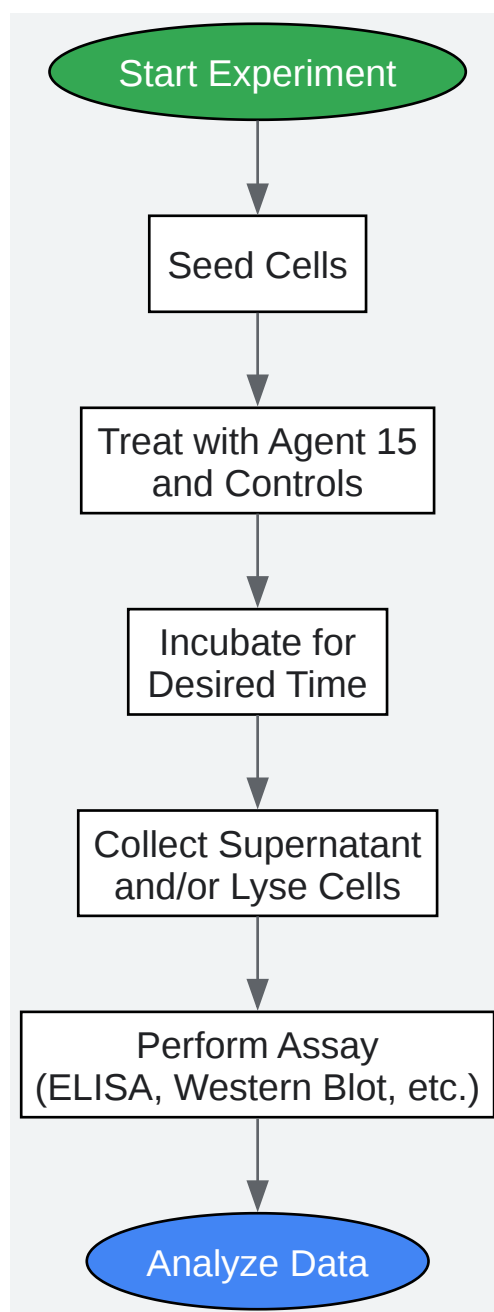 Start Experiment
Seed Cells
Treat with Agent 15
and Controls
Incubate for
Desired Time
Collect Supernatant
and/or Lyse Cells
Perform Assay
(ELISA, Western Blot, etc.)
Analyze Data